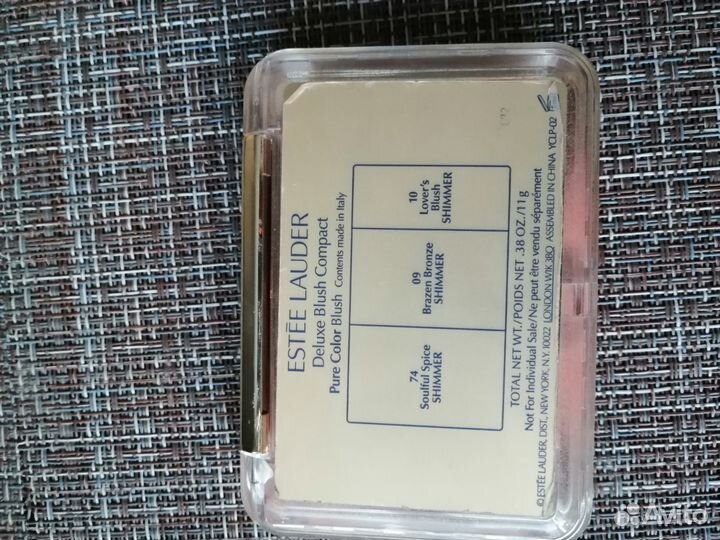 ESTĒE LAUDER
Deluxe Blush Compact
Pure Color Blush Contents made in Italy
74
Soulful Spice
SHIMMER
09
Brazen Bronze
SHIMMER
10
Lover's
Blush
SHIMMER
TOTAL NET WT./POIDS NET .38 OZ./11g
Not For Individual Sale/Ne peut être vendu séparément
© ESTĒE LAUDER, DIST., NEW YORK, N.Y. 10022 LONDON W1K 3BQ ASSEMBLED IN CHINA YCLP-02
Avito